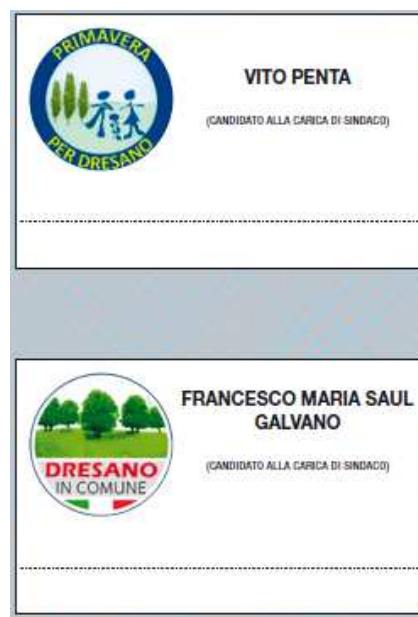 PRIMAVERA
PER DRESANO
VITO PENTA
(CANDIDATO ALLA CARICA DI SINDACO)
DRESANO
IN COMUNE
FRANCESCO MARIA SAUL
GALVANO
(CANDIDATO ALLA CARICA DI SINDACO)